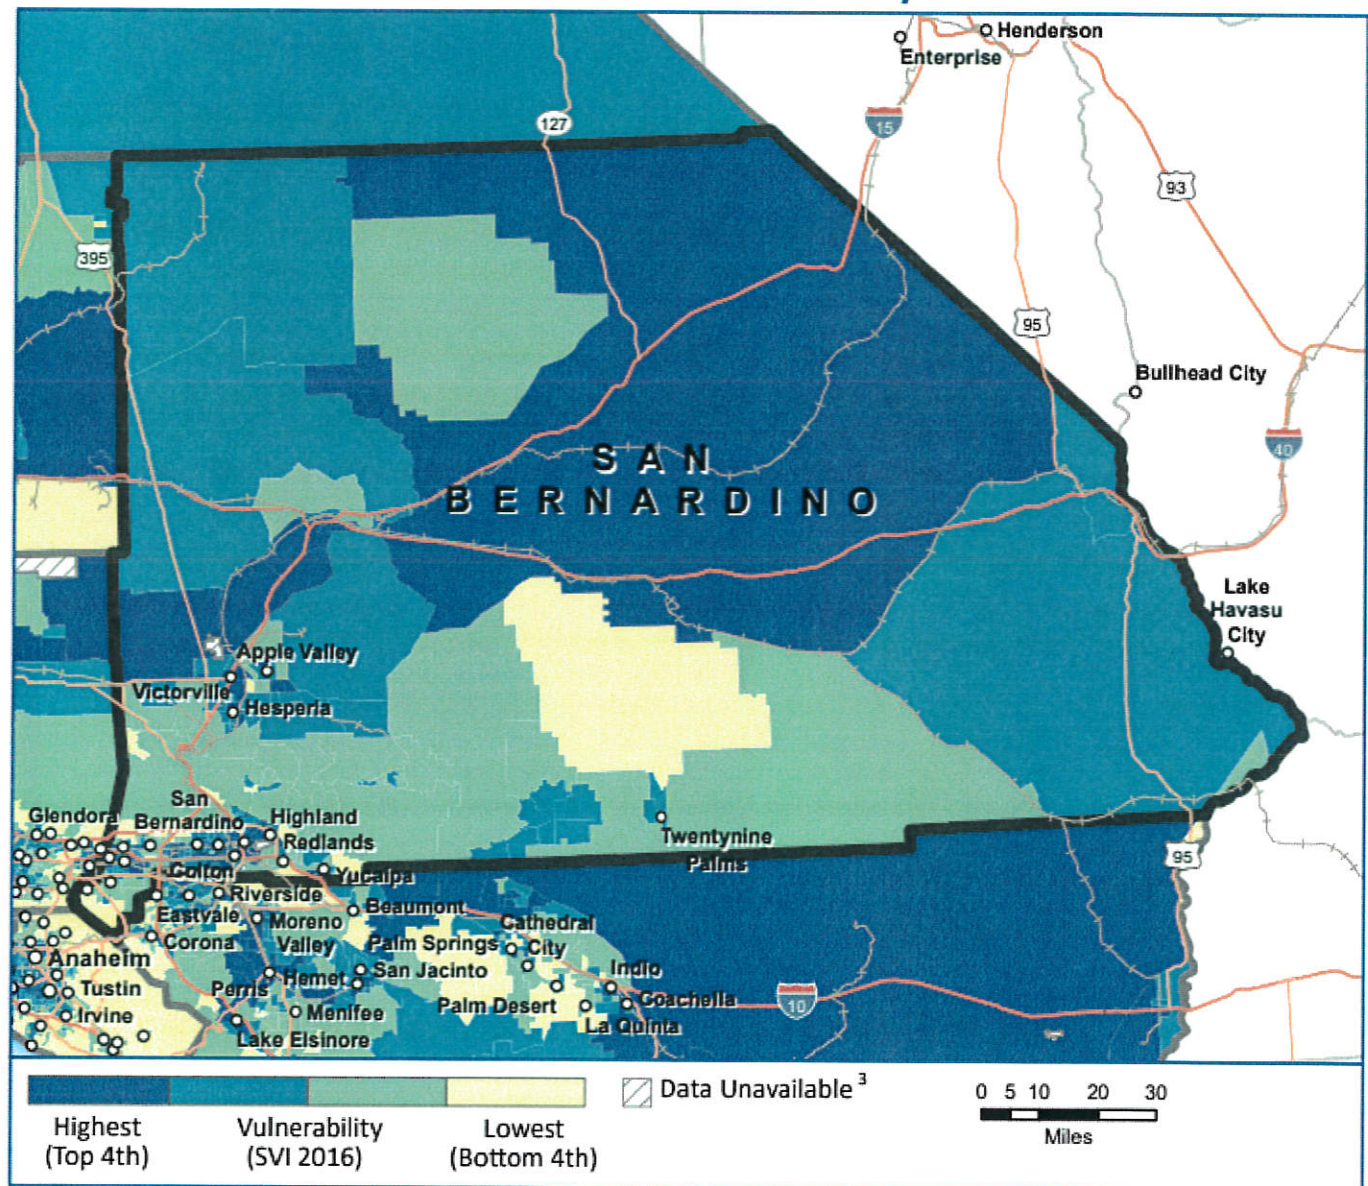 Henderson
Enterprise
127
15
93
395
95
Bullhead City
40
SAN
BERNARDINO
Lake
Havasu
City
Apple Valley
Victorville
Hesperia
San
Glendora
Bernardino
Highland
Redlands
Twentynine
Palms
95
Colton
Yucaipa
Riverside
Beaumont
Eastvale
Moreno
Valley
Cathedral
City
Corona
Palm Springs
Anaheim
Hemet
San Jacinto
Indio
Tustin
Perris
Palm Desert
Coachella
10
Irvine
Menifee
La Quinta
Lake Elsinore
Data Unavailable 3
0 5 10 20 30
Miles
Highest
(Top 4th)
Vulnerability
(SVI 2016)
Lowest
(Bottom 4th)